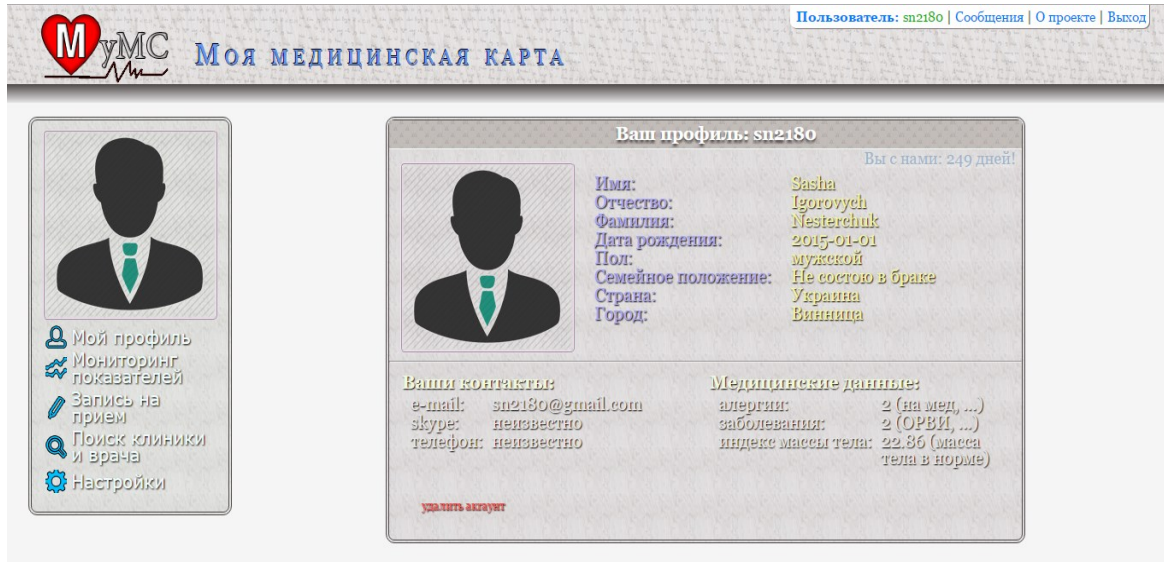 Пользователь: sn2180 | Сообщения | О проекте | Выход
MyMC
Моя медицинская карта
Мой профиль
Мониторинг
показателей
Запись на
прием
Поиск клиники
и врача
Настройки
Ваш профиль: sn2180
Вы с нами: 249 дней!
Имя: Sasha
Отчество: Igorovych
Фамилия: Nesterchuk
Дата рождения: 2015-01-01
Пол: мужской
Семейное положение: Не состою в браке
Страна: Украина
Город: Винница
Ваши контакты:
e-mail: sn2180@gmail.com
skype: неизвестно
телефон: неизвестно
Медицинские данные:
алергии: 2 (на мед, ...)
заболевания: 2 (ОРВИ, ...)
индекс массы тела: 22.86 (масса
тела в норме)
удалить аккаунт